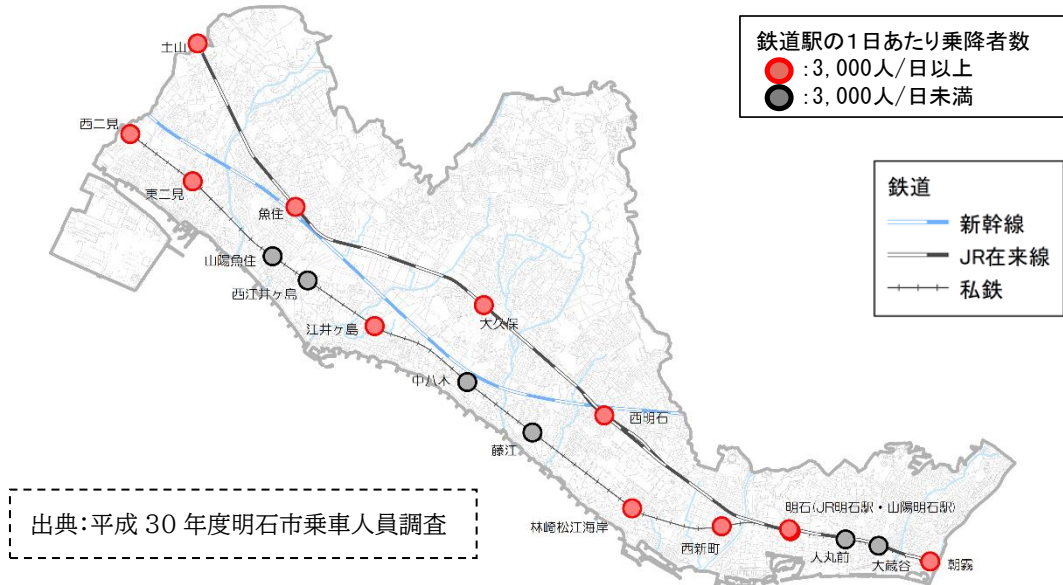 鉄道駅の1日あたり乗降者数
:3,000人/日以上
:3,000人/日未満
鉄道
新幹線
JR在来線
私鉄
土山
西二見
東二見
魚住
山陽魚住
西江井ヶ島
江井ヶ島
大久保
中八木
西明石
藤江
林崎松江海岸
西新町
明石(JR明石駅・山陽明石駅)
人丸前
大蔵谷
朝霧
出典:平成 30 年度明石市乗車人員調査